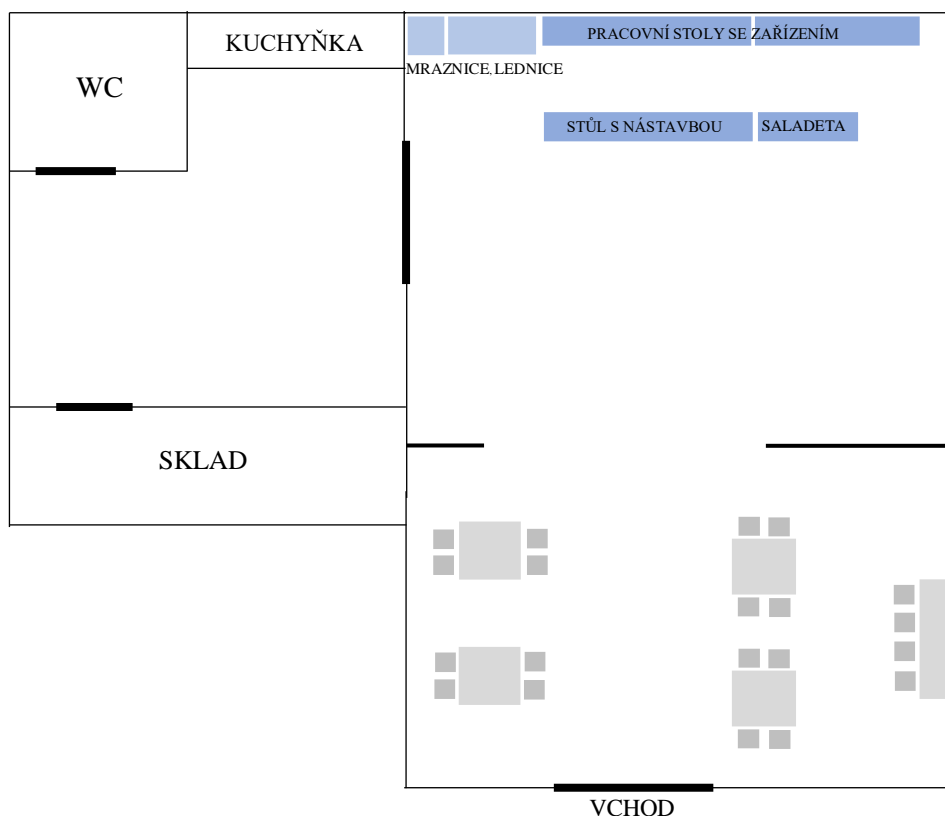 KUCHYŇKA
WC
PRACOVNÍ STOLY SE ZAŘÍZENÍM
MRAZNICE, LEDNICE
STŮL S NÁSTAVBOU
SALADETA
SKLAD
VCHOD